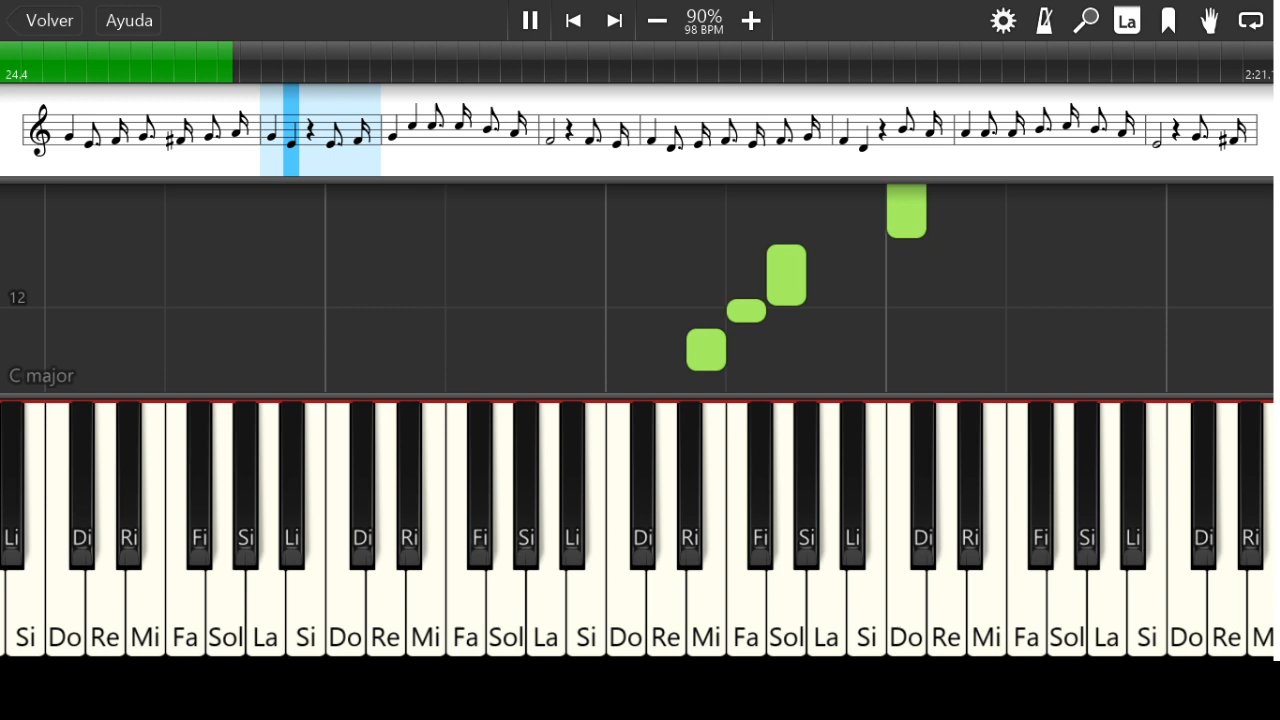 Volver Ayuda 90% La
98 BPM
24.4 2:21.
12
C major
Li Di Ri Fi Si Li Di Ri Fi Si Li Di Ri Fi Si Li Di Ri Fi Si Li Di Ri
Si Do Re Mi Fa Sol La Si Do Re Mi Fa Sol La Si Do Re Mi Fa Sol La Si Do Re Mi Fa Sol La Si Do Re M